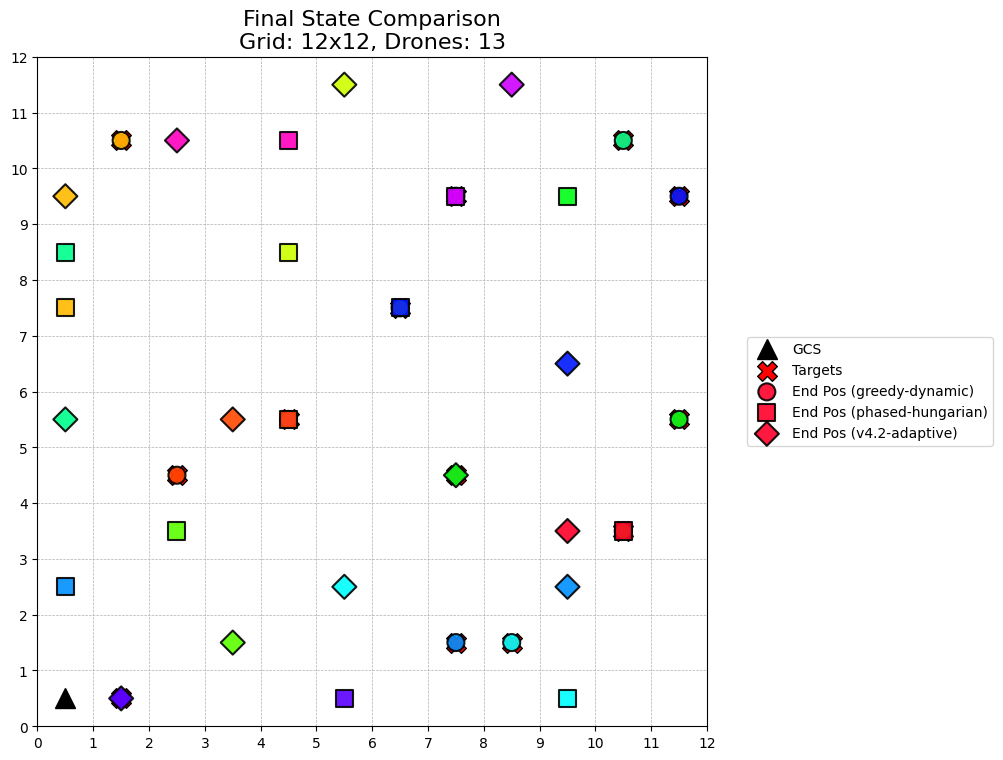 Final State Comparison
Grid: 12x12, Drones: 13
12
11
10
9
8
7
6
5
4
3
2
1
0
0 1 2 3 4 5 6 7 8 9 10 11 12
GCS
Targets
End Pos (greedy-dynamic)
End Pos (phased-hungarian)
End Pos (v4.2-adaptive)